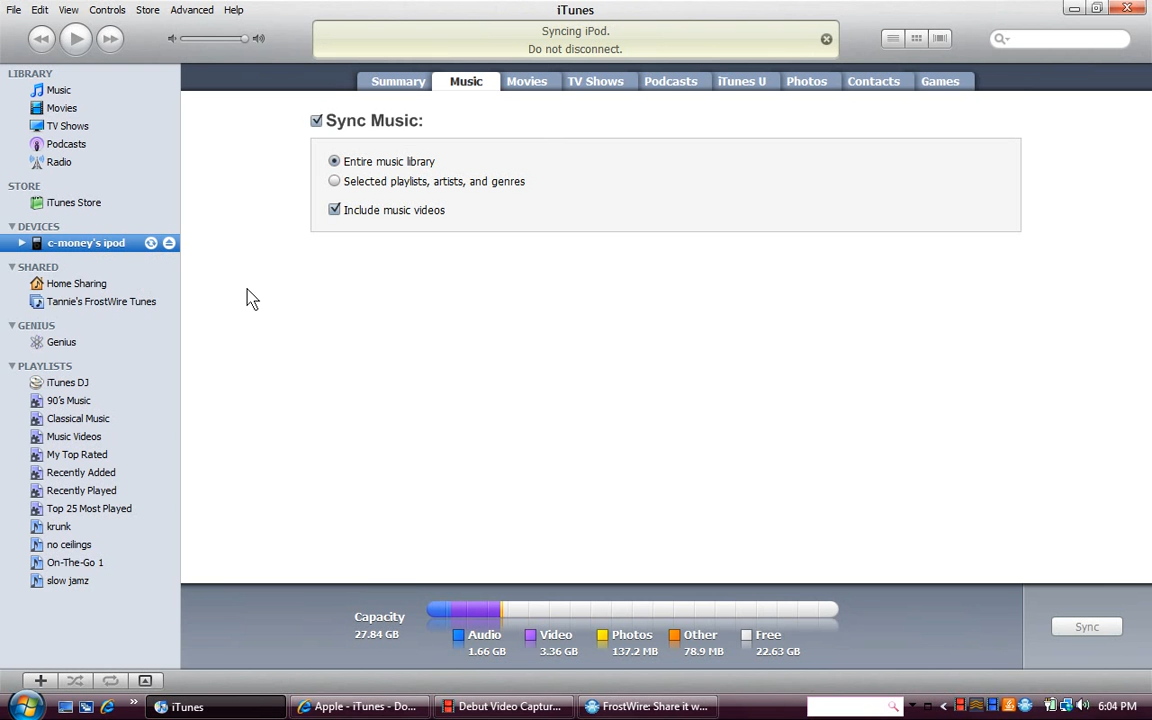 File Edit View Controls Store Advanced Help
iTunes
Syncing iPod.
Do not disconnect.
LIBRARY
Music
Movies
TV Shows
Podcasts
Radio
STORE
iTunes Store
DEVICES
c-money's ipod
SHARED
Home Sharing
Tannie's FrostWire Tunes
GENIUS
Genius
PLAYLISTS
iTunes DJ
90's Music
Classical Music
Music Videos
My Top Rated
Recently Added
Recently Played
Top 25 Most Played
krunk
no ceilings
On-The-Go 1
slow jamz
Summary Music Movies TV Shows Podcasts iTunes U Photos Contacts Games
Sync Music:
Entire music library
Selected playlists, artists, and genres
Include music videos
Capacity
27.84 GB
Audio
1.66 GB
Video
3.36 GB
Photos
137.2 MB
Other
78.9 MB
Free
22.63 GB
Sync
iTunes
Apple - iTunes - Do...
Debut Video Captur...
FrostWire: Share it w...
6:04 PM